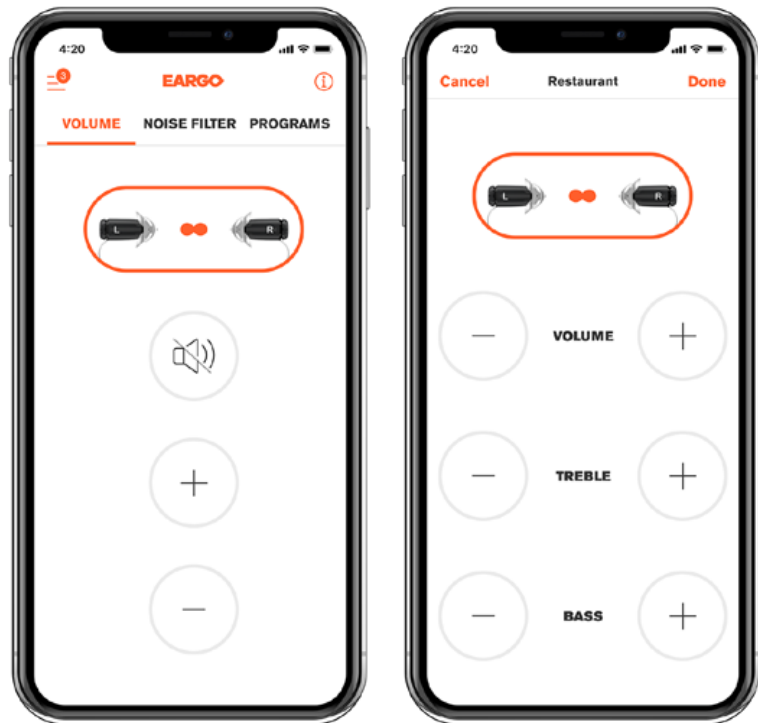 4:20
3
EARGO
VOLUME NOISE FILTER PROGRAMS
L R
4:20
Cancel Restaurant Done
L R
VOLUME
TREBLE
BASS